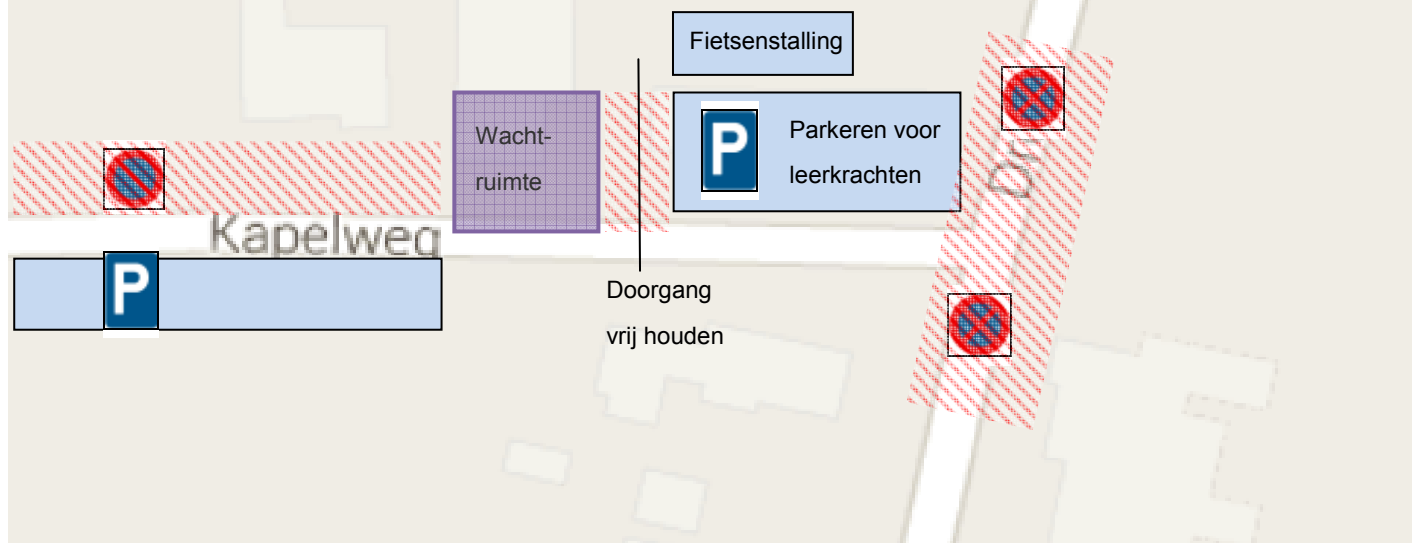 Fietsenstalling
Wacht-
ruimte
P
Parkeren voor
leerkrachten
Kapelweg
P
Doorgang
vrij houden